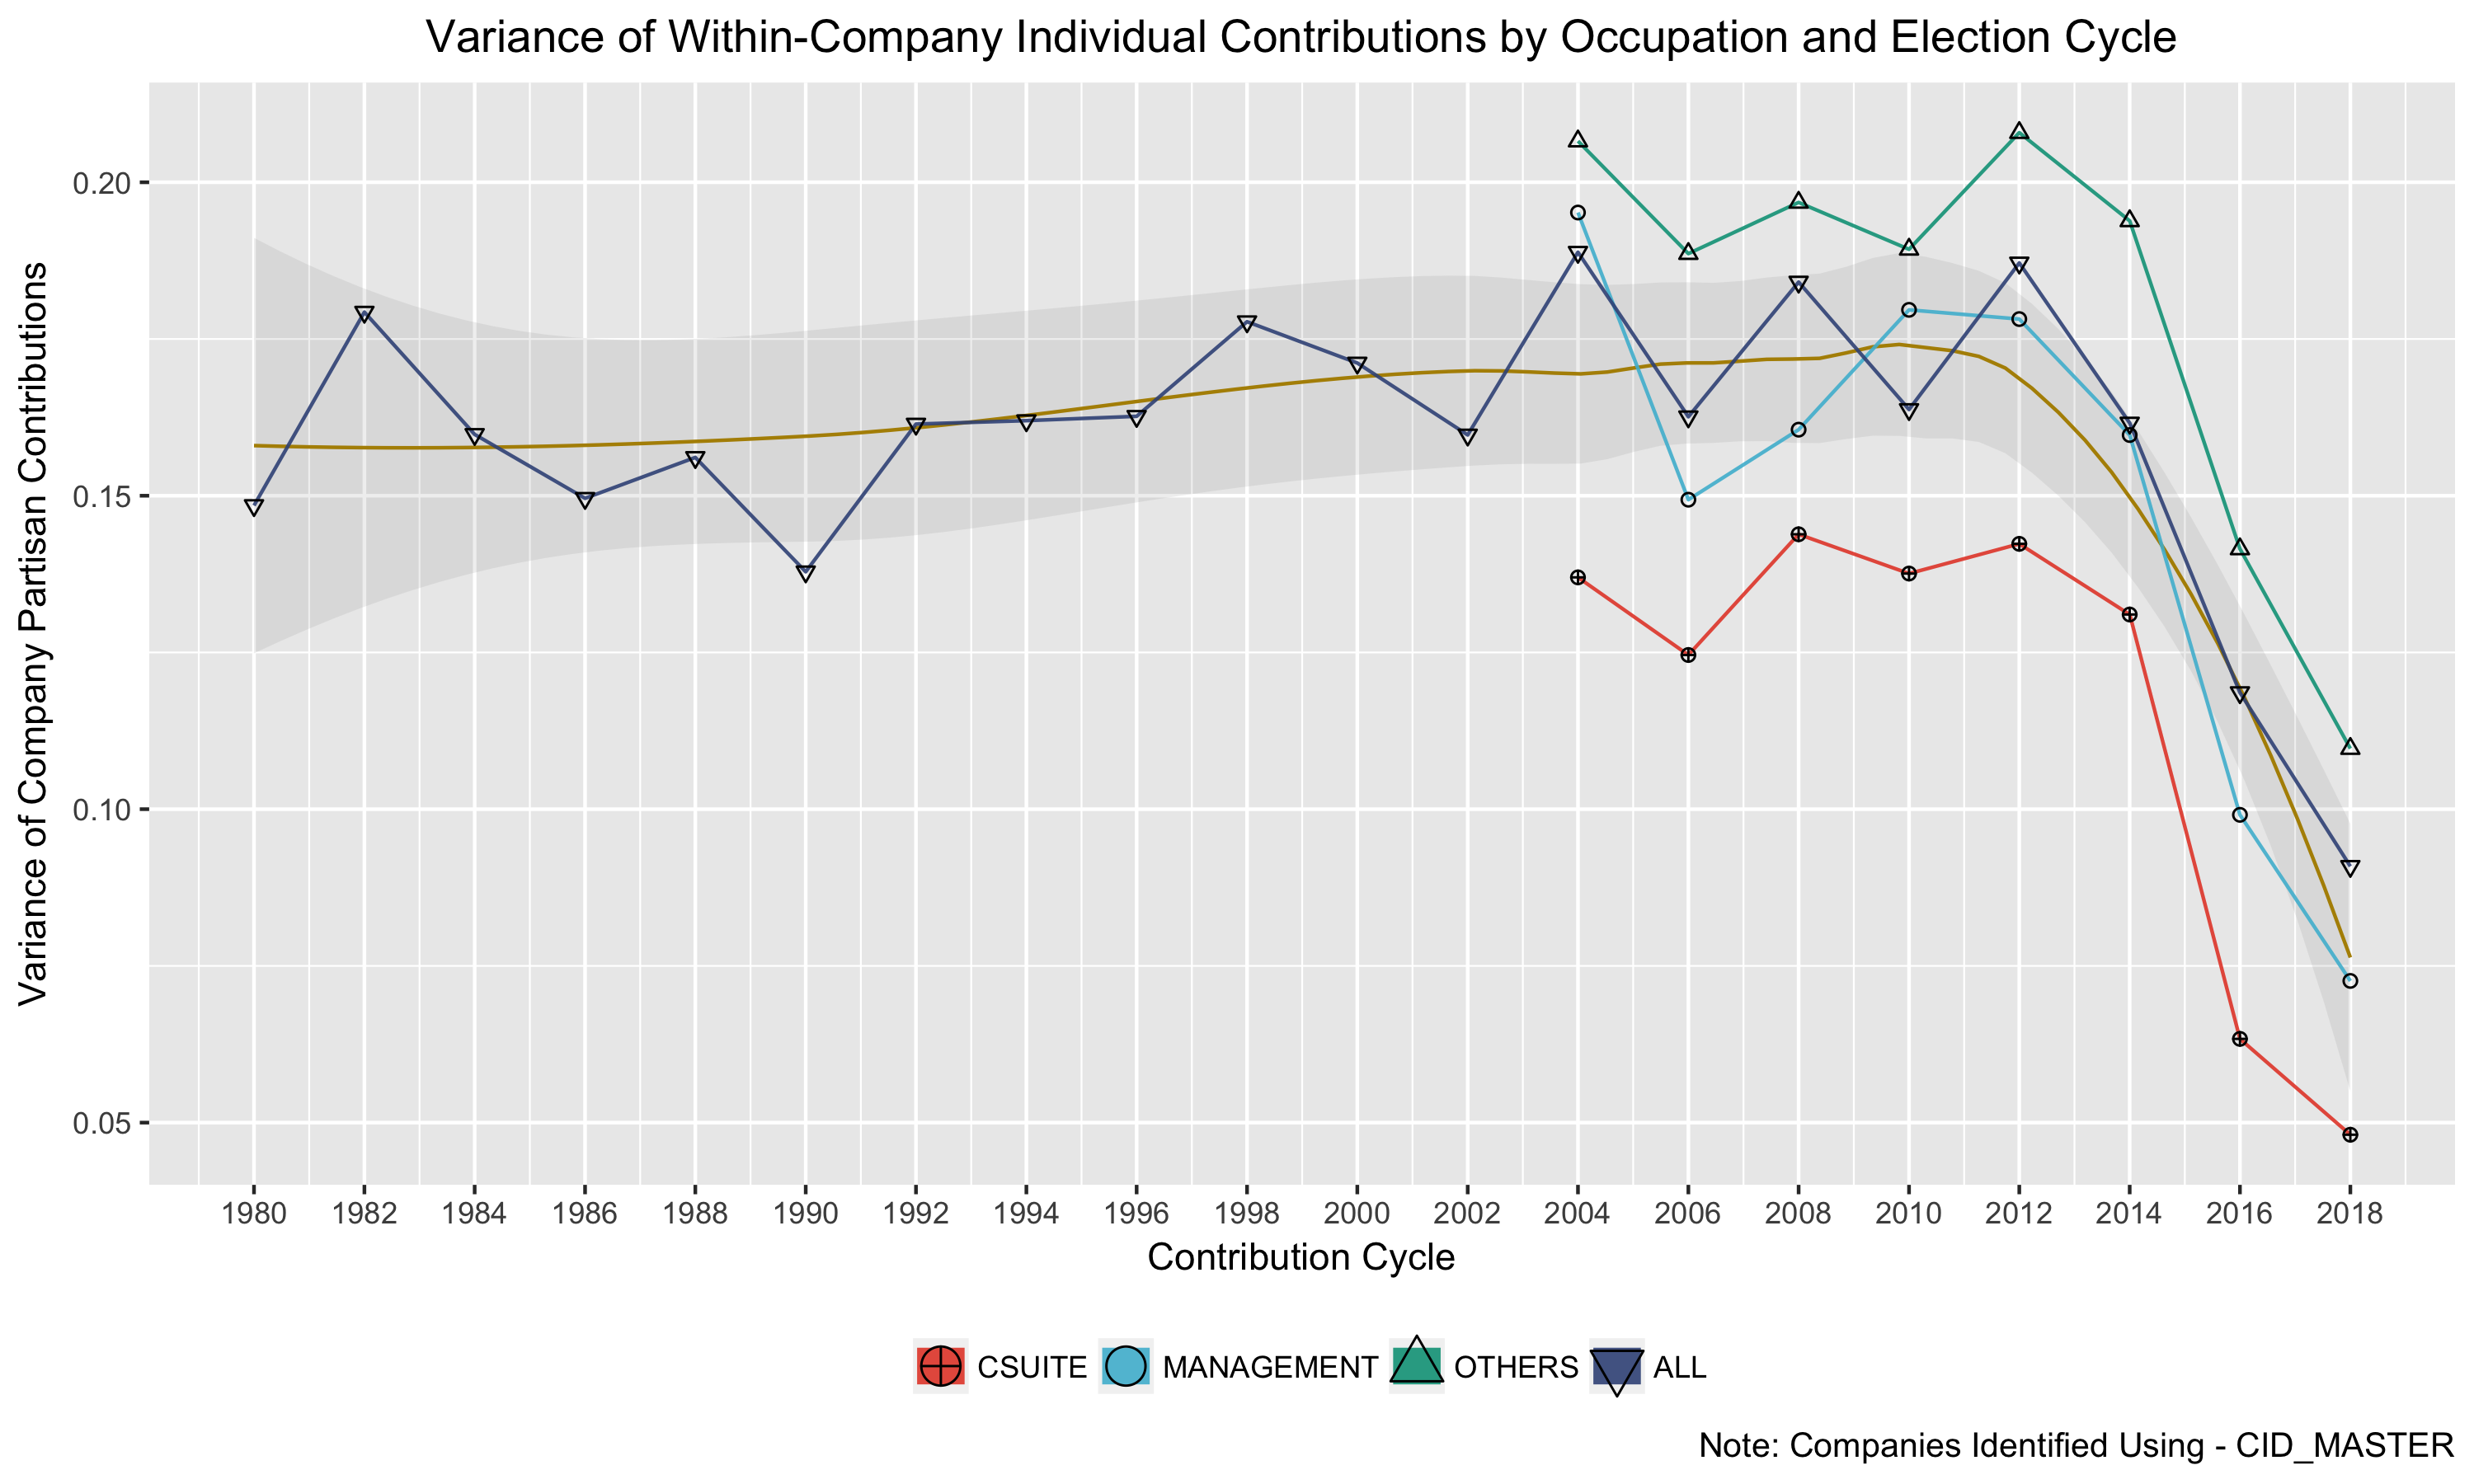 Variance of Within-Company Individual Contributions by Occupation and Election Cycle
Variance of Company Partisan Contributions
0.20
0.15
0.10
0.05
1980 1982 1984 1986 1988 1990 1992 1994 1996 1998 2000 2002 2004 2006 2008 2010 2012 2014 2016 2018
Contribution Cycle
CSUITE MANAGEMENT OTHERS ALL
Note: Companies Identified Using - CID_MASTER